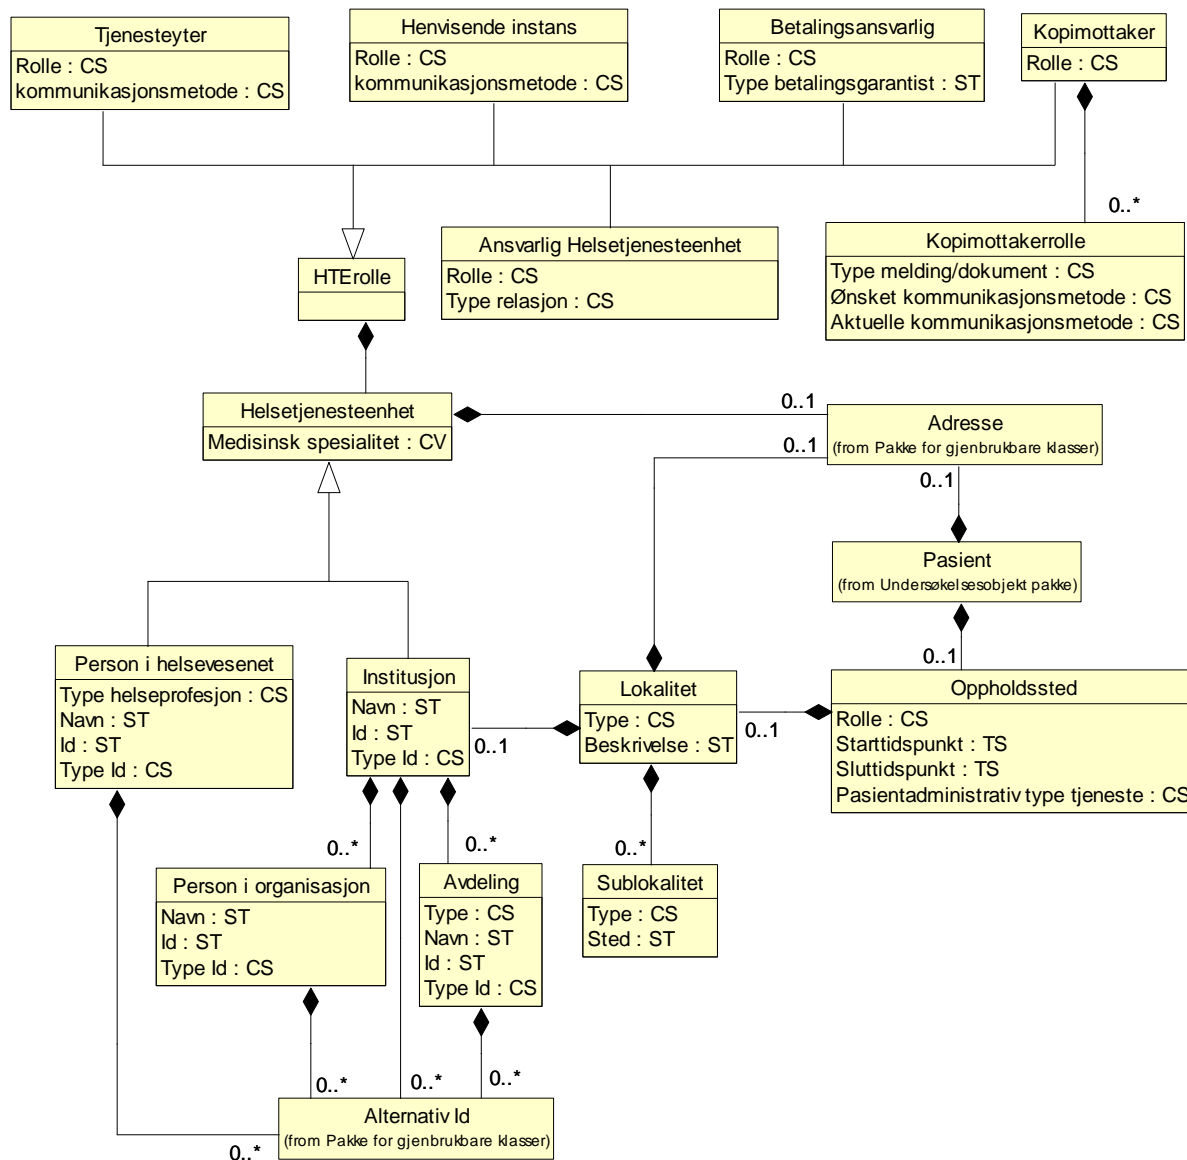 Tjenesteyter
Rolle : CS
kommunikasjonsmetode : CS
Henvisende instans
Rolle : CS
kommunikasjonsmetode : CS
Betalingsansvarlig
Rolle : CS
Type betalingsgarantist : ST
Kopimottaker
Rolle : CS
0..*
HTErolle
Ansvarlig Helsetjenesteenhet
Rolle : CS
Type relasjon : CS
Kopimottakerrolle
Type melding/dokument : CS
Ønsket kommunikasjonsmetode : CS
Aktuelle kommunikasjonsmetode : CS
Helsetjenesteenhet
Medisinsk spesialitet : CV
0..1
0..1
Adresse
(from Pakke for gjenbrukbare klasser)
0..1
Pasient
(from Undersøkelsesobjekt pakke)
0..1
Person i helsevesenet
Type helseprofesjon : CS
Navn : ST
Id : ST
Type Id : CS
Institusjon
Navn : ST
Id : ST
Type Id : CS
0..1
Lokalitet
Type : CS
Beskrivelse : ST
0..1
Oppholdssted
Rolle : CS
Starttidspunkt : TS
Sluttidspunkt : TS
Pasientadministrativ type tjeneste : CS
0..*
0..*
0..*
Person i organisasjon
Navn : ST
Id : ST
Type Id : CS
Avdeling
Type : CS
Navn : ST
Id : ST
Type Id : CS
Sublokalitet
Type : CS
Sted : ST
0..*
0..*
0..*
0..*
Alternativ Id
(from Pakke for gjenbrukbare klasser)